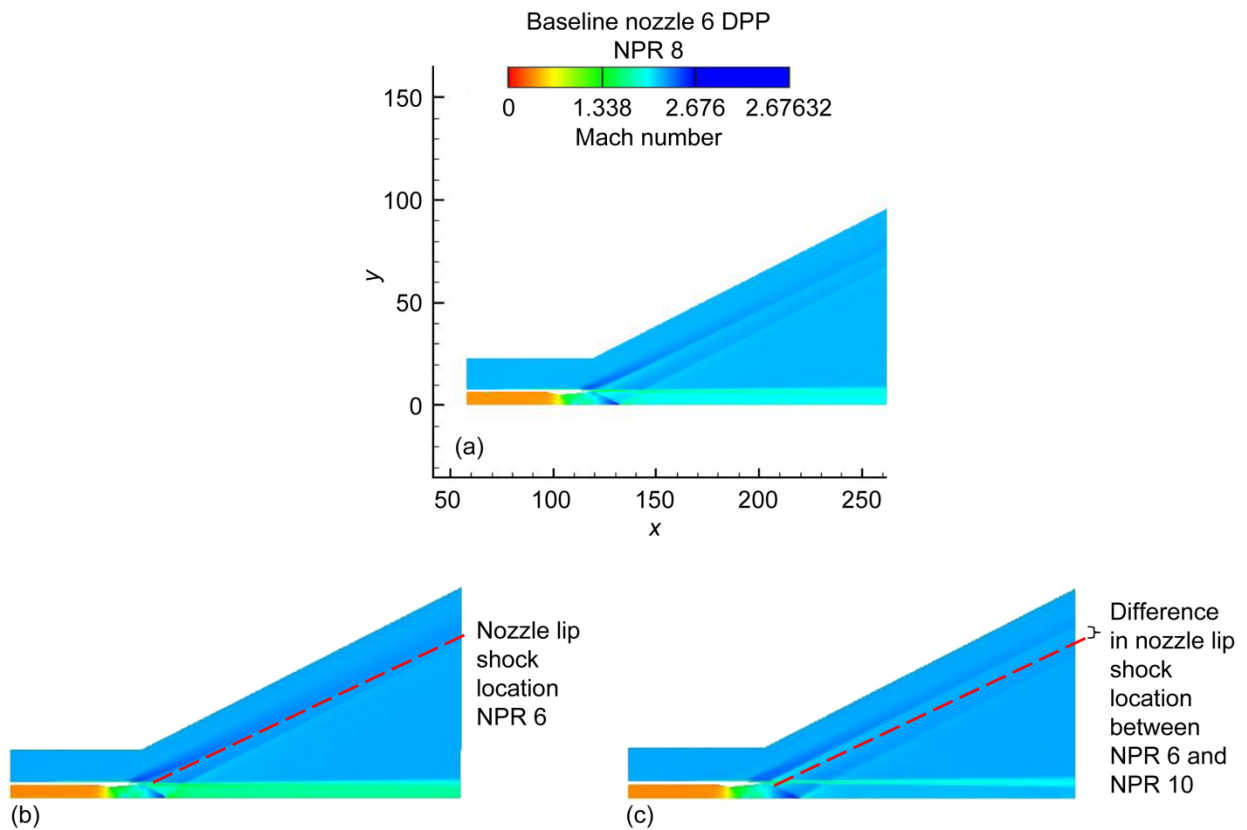 Baseline nozzle 6 DPP
NPR 8
0 1.338 2.676 2.67632
Mach number
150
100
50
0
y
(a)
50 100 150 200 250
x
Nozzle lip
shock
location
NPR 6
(b)
Difference
in nozzle lip
shock
location
between
NPR 6 and
NPR 10
(c)